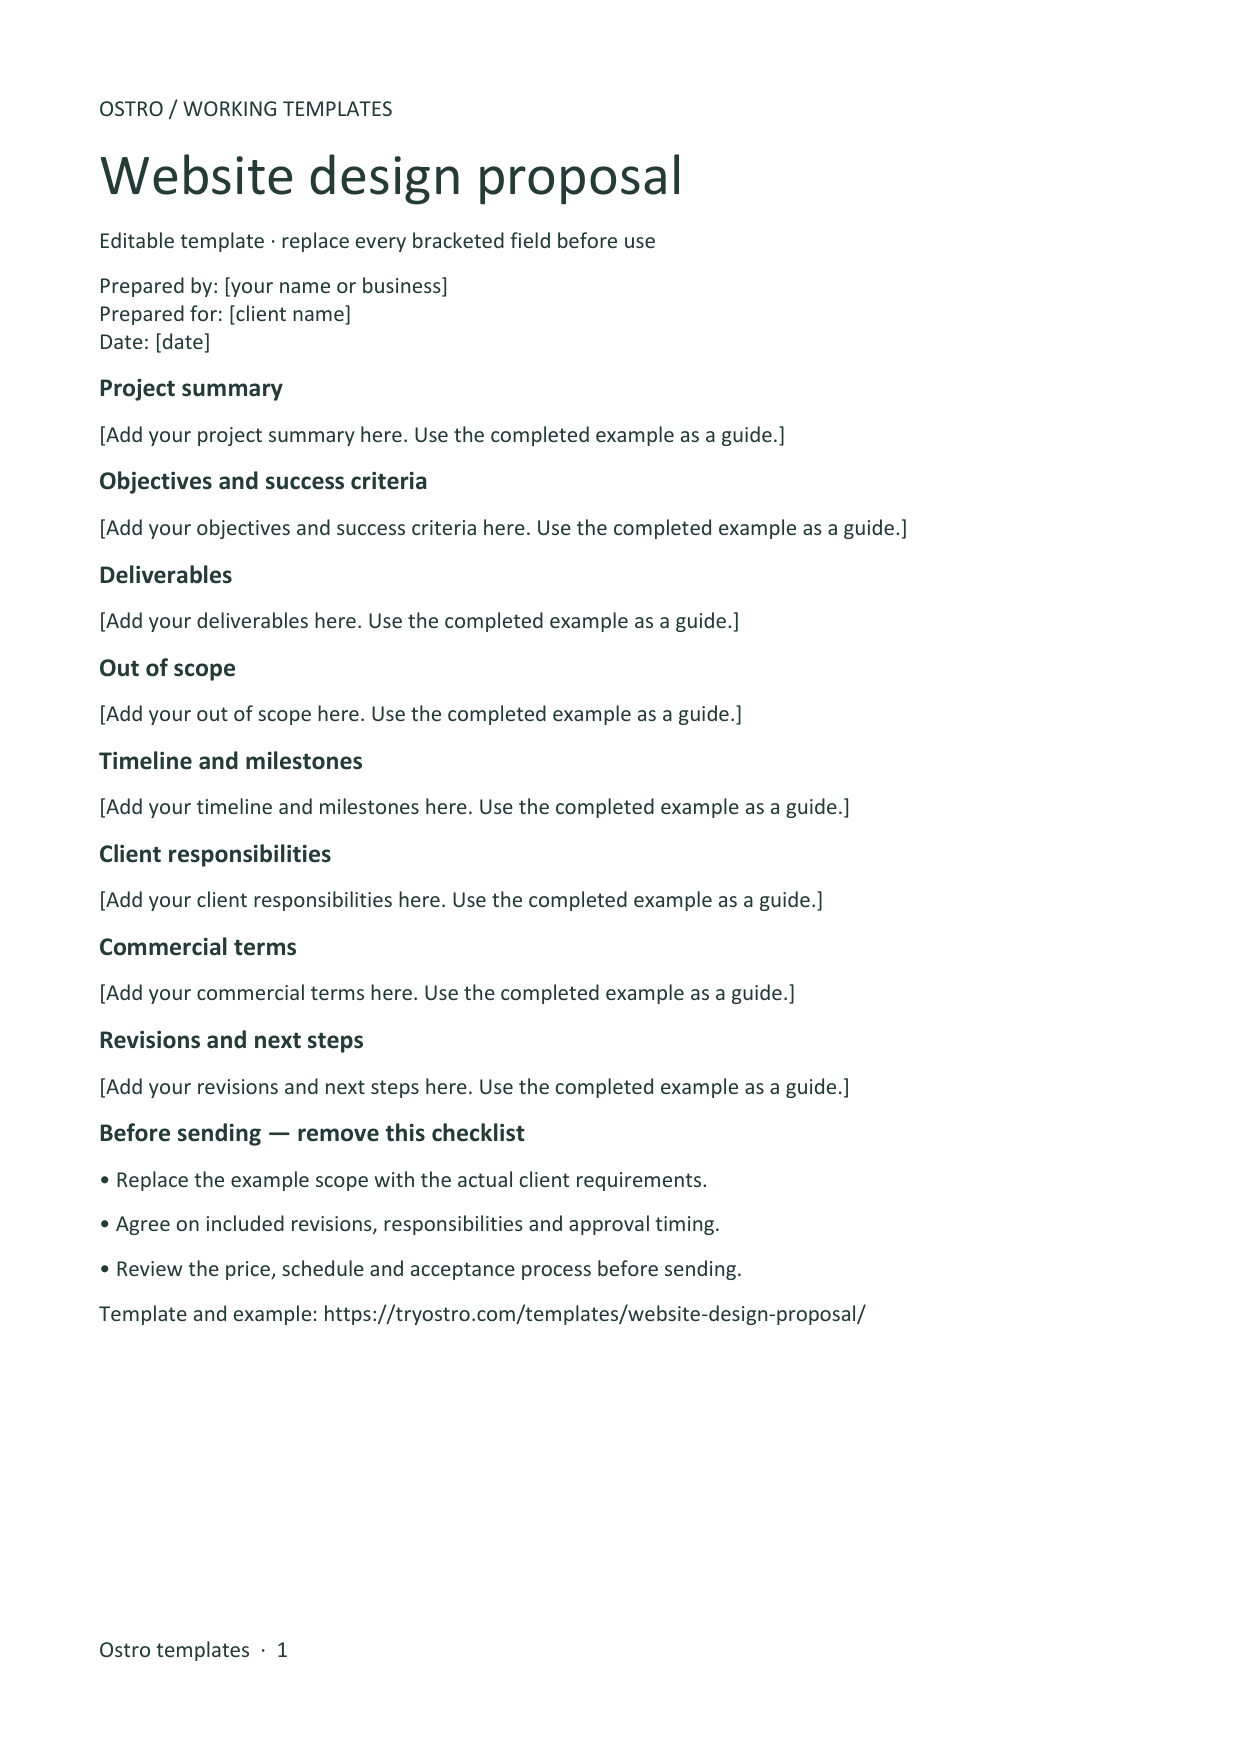 OSTRO / WORKING TEMPLATES
Website design proposal
Editable template · replace every bracketed field before use
Prepared by: [your name or business]
Prepared for: [client name]
Date: [date]
Project summary
[Add your project summary here. Use the completed example as a guide.]
Objectives and success criteria
[Add your objectives and success criteria here. Use the completed example as a guide.]
Deliverables
[Add your deliverables here. Use the completed example as a guide.]
Out of scope
[Add your out of scope here. Use the completed example as a guide.]
Timeline and milestones
[Add your timeline and milestones here. Use the completed example as a guide.]
Client responsibilities
[Add your client responsibilities here. Use the completed example as a guide.]
Commercial terms
[Add your commercial terms here. Use the completed example as a guide.]
Revisions and next steps
[Add your revisions and next steps here. Use the completed example as a guide.]
Before sending — remove this checklist
• Replace the example scope with the actual client requirements.
• Agree on included revisions, responsibilities and approval timing.
• Review the price, schedule and acceptance process before sending.
Template and example: https://tryostro.com/templates/website-design-proposal/
Ostro templates · 1